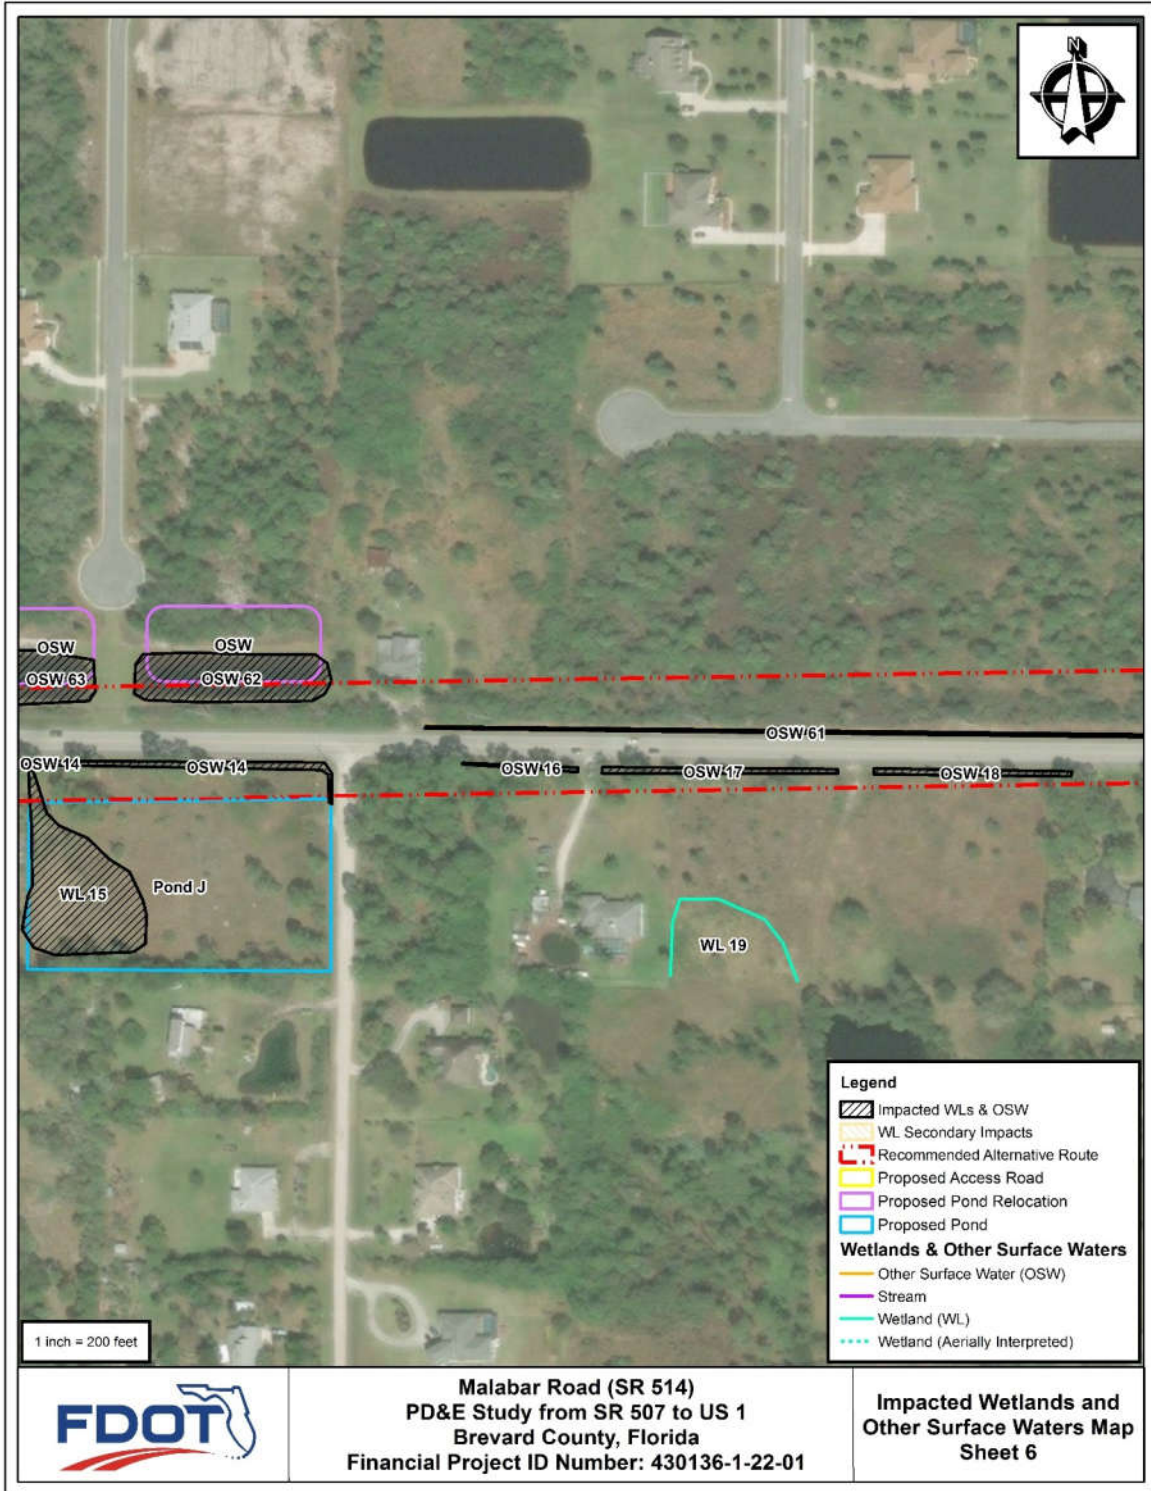 N
OSW
OSW
OSW 63
OSW 62
OSW 61
OSW 14
OSW 14
OSW 16
OSW 17
OSW 18
WL 15
Pond J
WL 19
Legend
Impacted WLs & OSW
WL Secondary Impacts
Recommended Alternative Route
Proposed Access Road
Proposed Pond Relocation
Proposed Pond
Wetlands & Other Surface Waters
Other Surface Water (OSW)
Stream
Wetland (WL)
Wetland (Aerially Interpreted)
1 inch = 200 feet
FDOT
Malabar Road (SR 514)
PD&E Study from SR 507 to US 1
Brevard County, Florida
Financial Project ID Number: 430136-1-22-01
Impacted Wetlands and
Other Surface Waters Map
Sheet 6